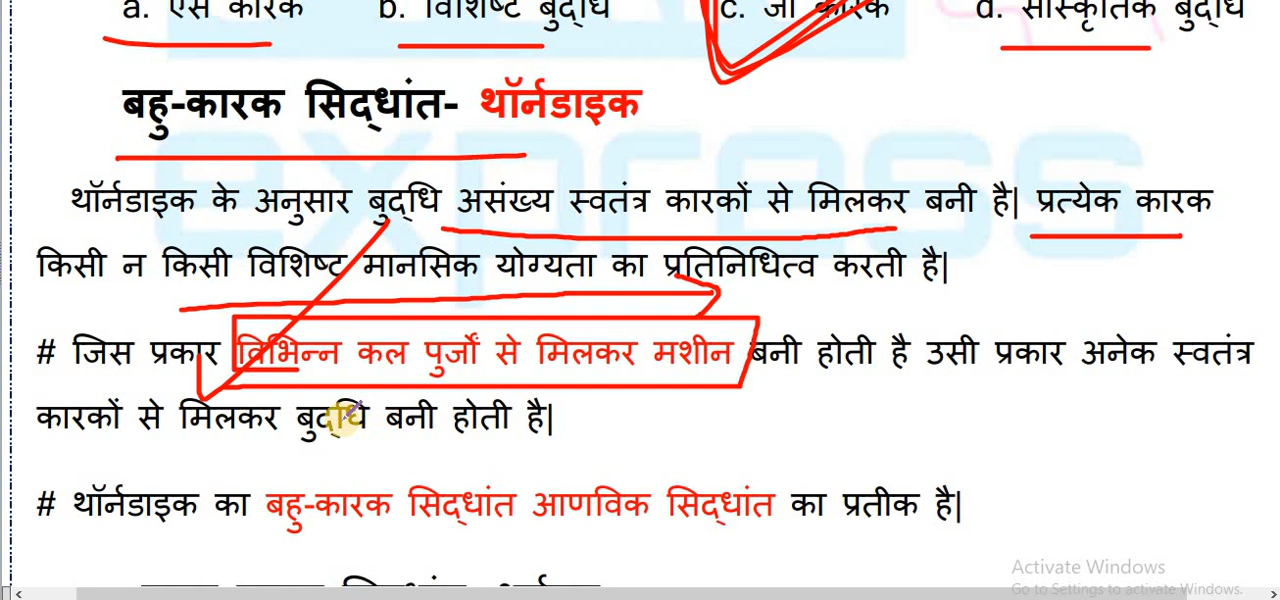 a. एस कारक b. विशिष्ट बुद्धि c. जी कारक d. सांस्कृतिक बुद्धि
बहु-कारक सिद्धांत- थॉर्नडाइक
थॉर्नडाइक के अनुसार बुद्धि असंख्य स्वतंत्र कारकों से मिलकर बनी है| प्रत्येक कारक
किसी न किसी विशिष्ट मानसिक योग्यता का प्रतिनिधित्व करती है|
# जिस प्रकार विभिन्न कल पुर्जों से मिलकर मशीन बनी होती है उसी प्रकार अनेक स्वतंत्र
कारकों से मिलकर बुद्धि बनी होती है|
# थॉर्नडाइक का बहु-कारक सिद्धांत आणविक सिद्धांत का प्रतीक है|
express
Activate Windows
Go to Settings to activate Windows.